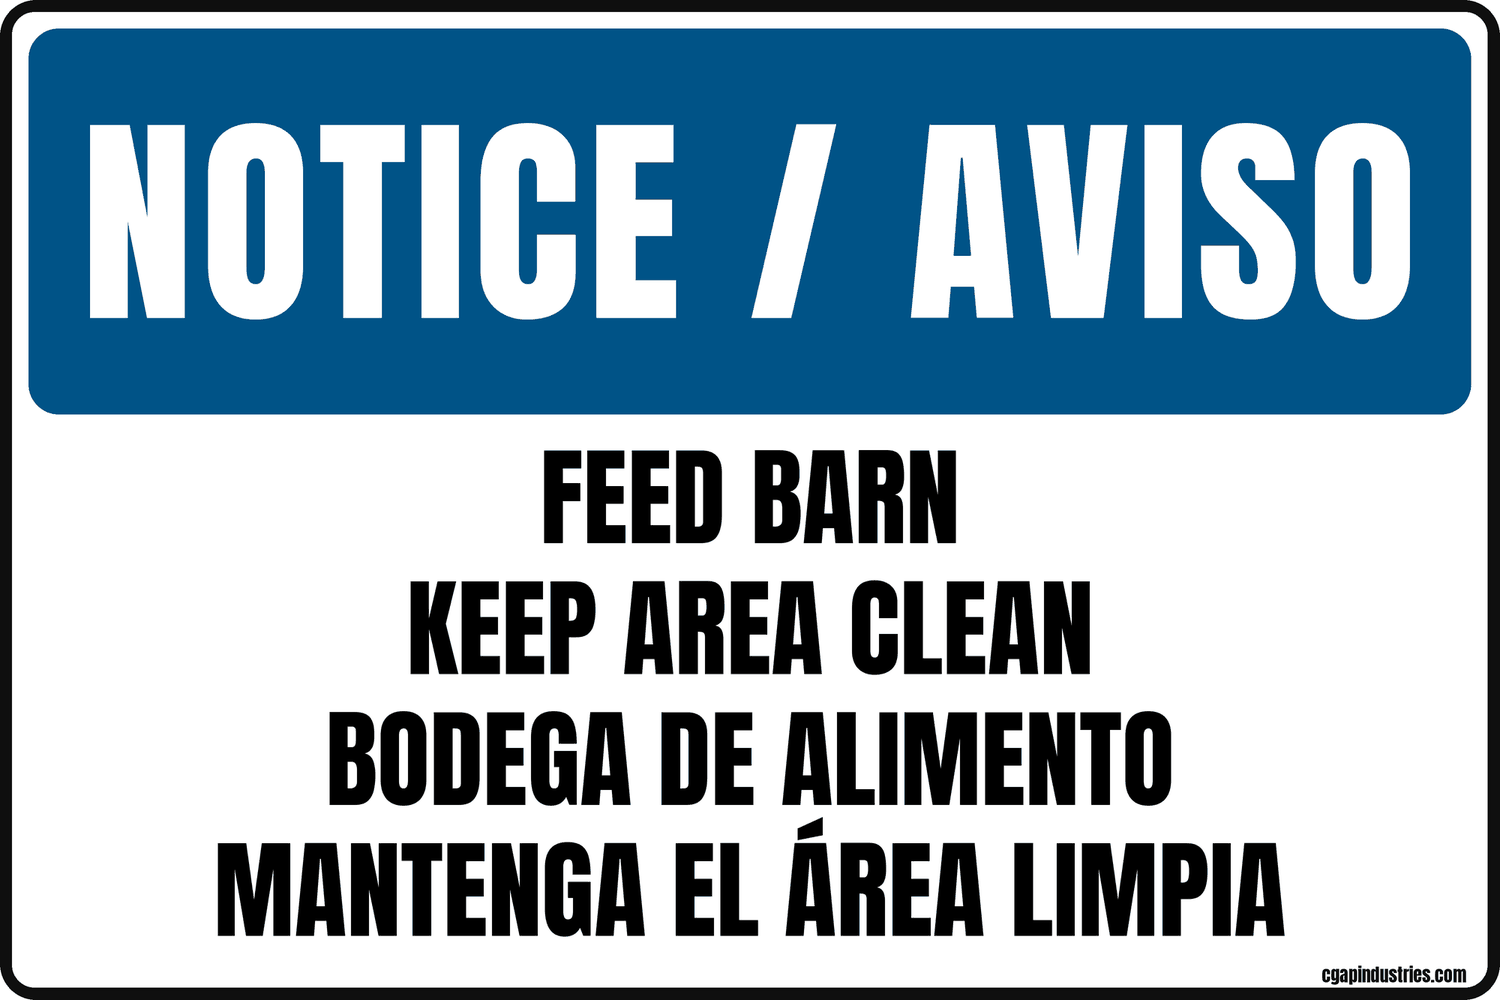 NOTICE / AVISO
FEED BARN
KEEP AREA CLEAN
BODEGA DE ALIMENTO
MANTENGA EL ÁREA LIMPIA
cgapindustries.com